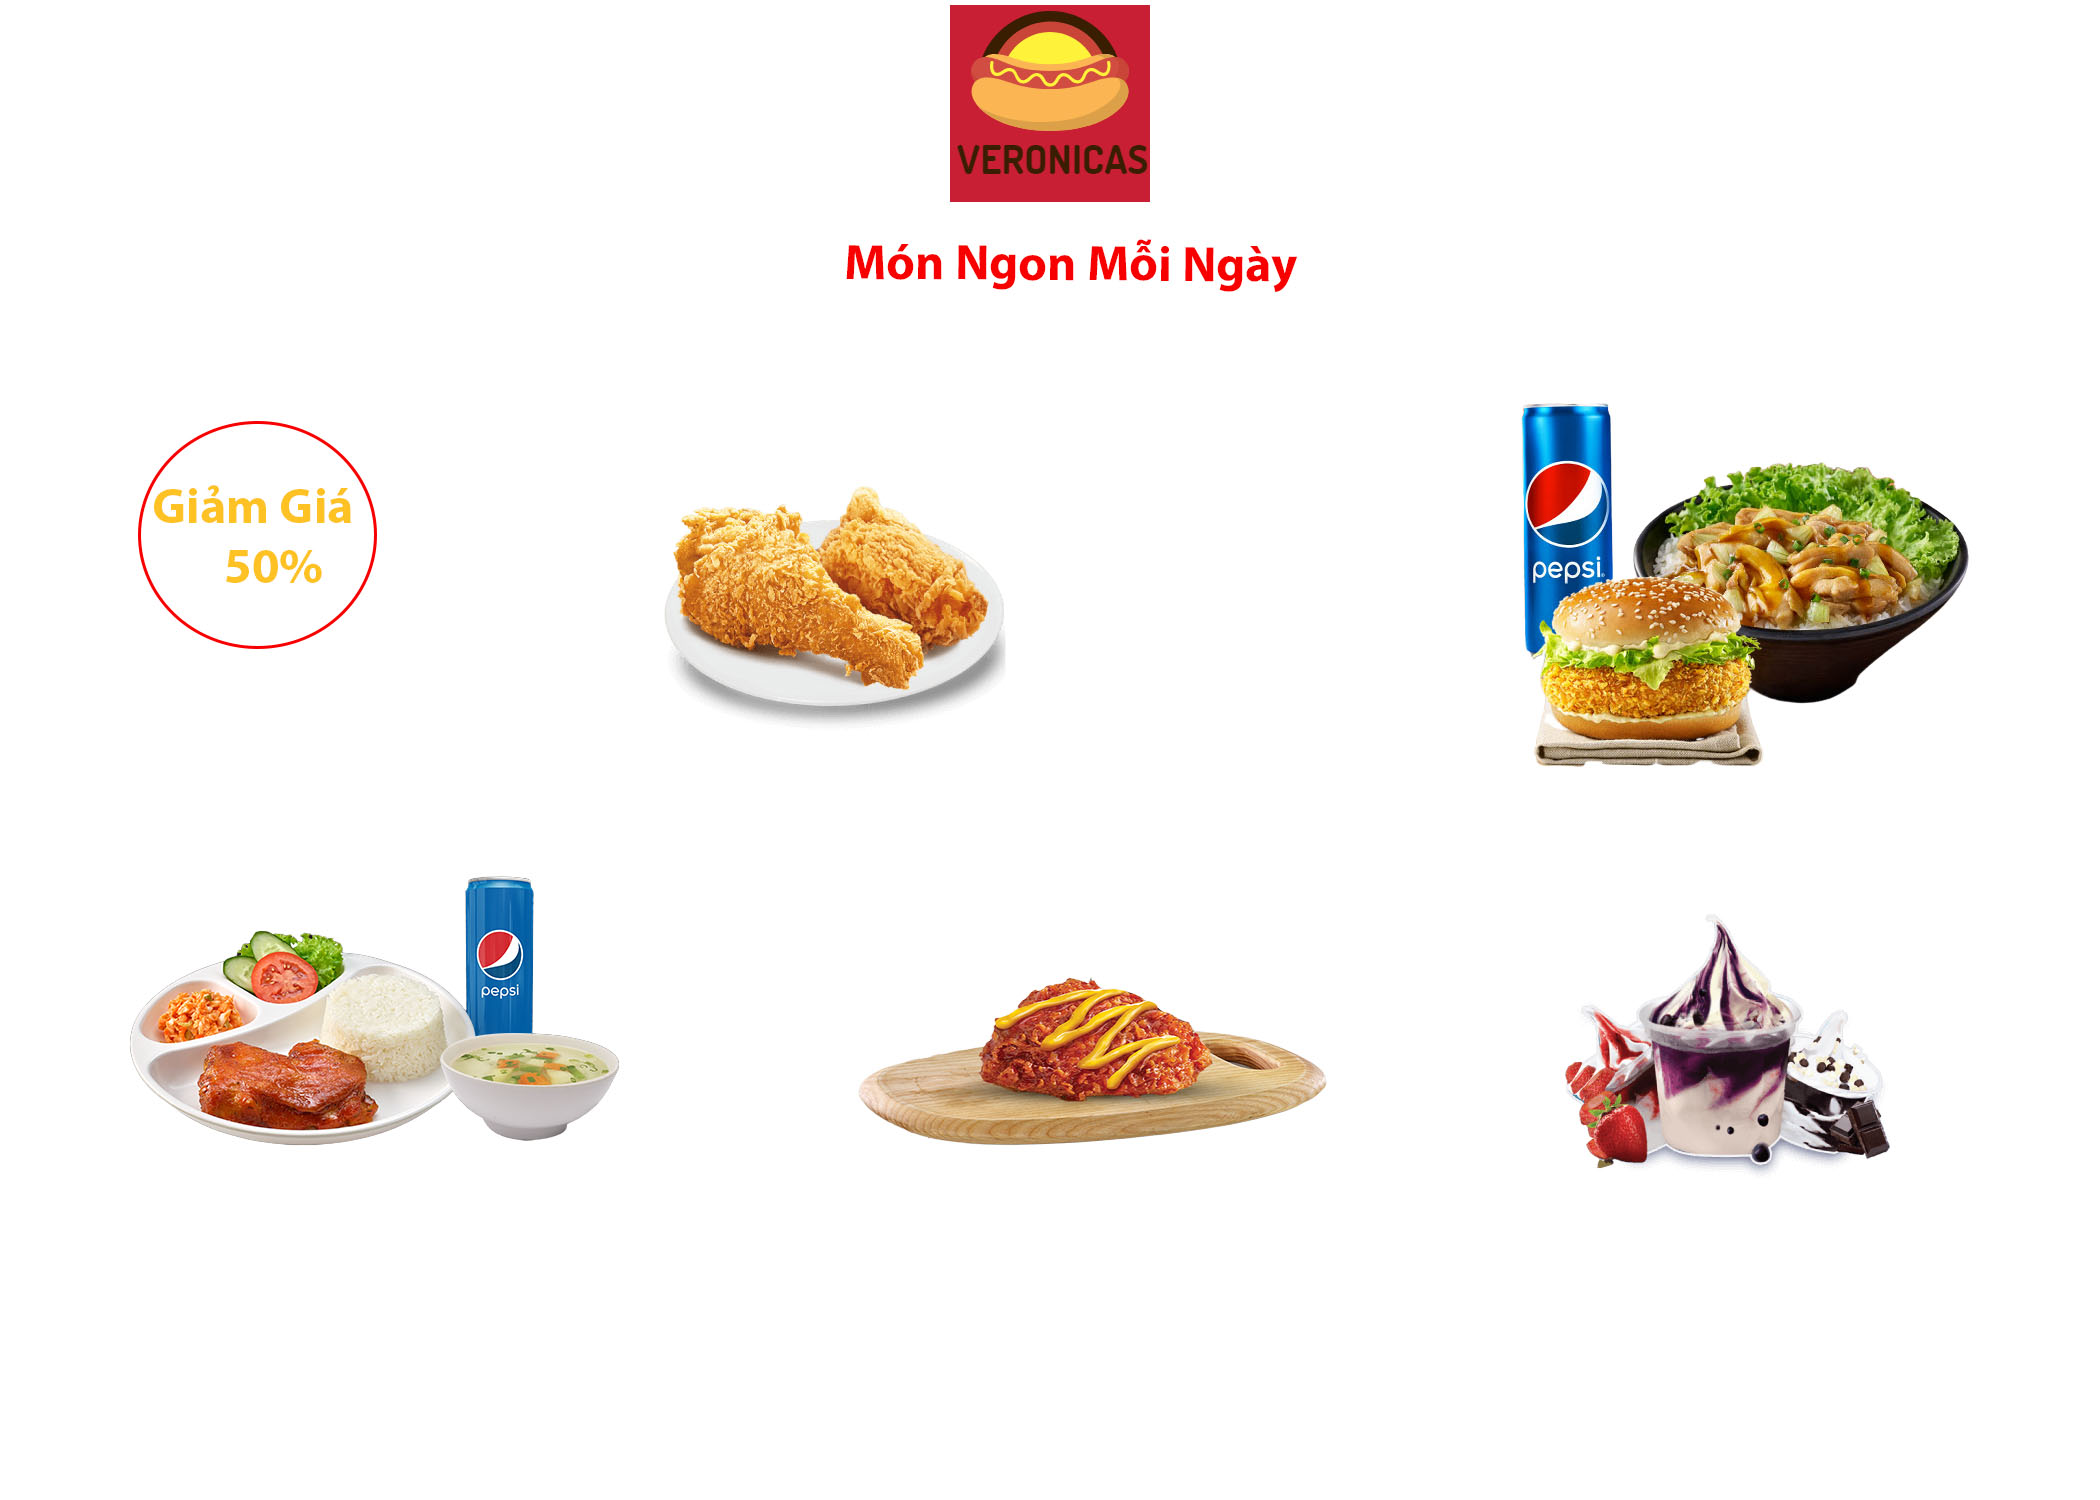 VERONICAS
Món Ngon Mỗi Ngày
Giảm Giá
50%
pepsi
pepsi